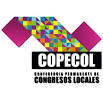 COPECOL
CONFERENCIA PERMANENTE DE
CONGRESOS LOCALES